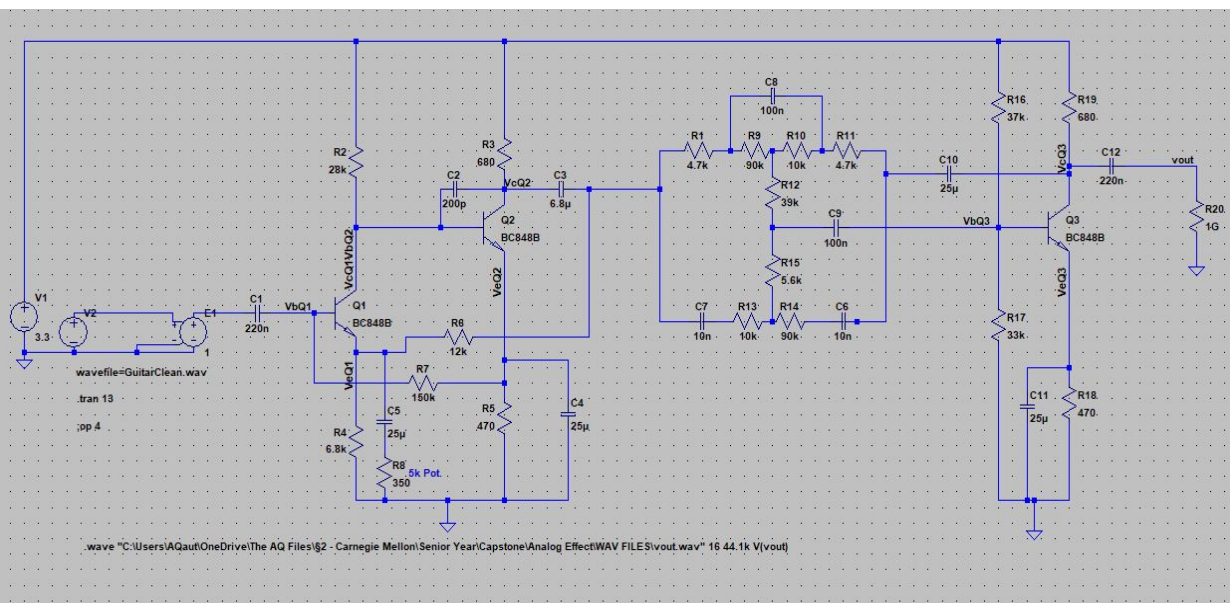 C8
100n
R16
37k
R19
680
R3
680
R1
4.7k
R9
90k
R10
10k
R11
4.7k
R2
28k
C2
200p
VcQ2
C3
6.8µ
R12
39k
C10
25µ
VcQ3
C12
220n
vout
Q2
BC848B
C9
100n
VbQ3
Q3
BC848B
R20
1G
VcQ1VbQ2
VeQ2
R15
5.6k
VeQ3
V1
3.3
V2
E1
1
C1
220n
VbQ1
Q1
BC848B
R6
12k
C7
10n
R13
10k
R14
90k
C6
10n
R17
33k
wavefile=GuitarClean.wav
VeQ1
R7
150k
.tran 13
C5
25µ
R5
470
C4
25µ
C11
25µ
R18
470
;op 4
R4
6.8k
R8
350
5k Pot.
.wave "C:\Users\AQaut\OneDrive\The AQ Files\§2 - Carnegie Mellon\Senior Year\Capstone\Analog Effect\WAV FILES\vout.wav" 16 44.1k V(vout)